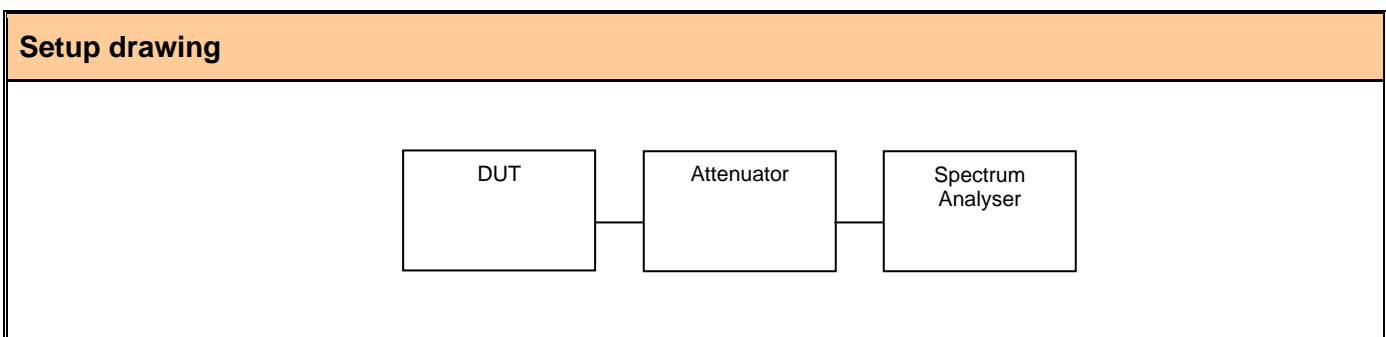 Setup drawing
DUT
Attenuator
Spectrum
Analyser